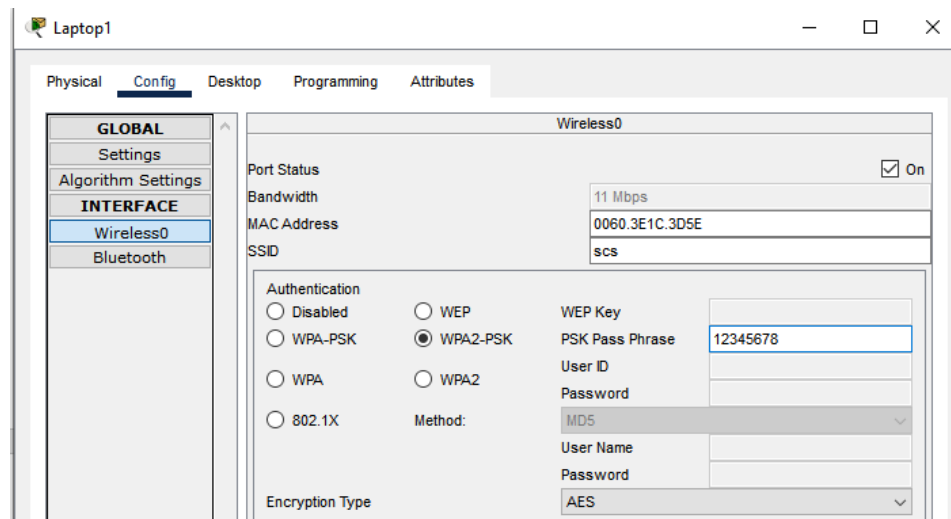 Laptop1
Physical Config Desktop Programming Attributes
GLOBAL
Settings
Algorithm Settings
INTERFACE
Wireless0
Bluetooth
Wireless0
Port Status On
Bandwidth 11 Mbps
MAC Address 0060.3E1C.3D5E
SSID scs
Authentication
Disabled WEP WEP Key
WPA-PSK WPA2-PSK PSK Pass Phrase 12345678
User ID
WPA WPA2
Password
802.1X Method: MD5
User Name
Password
Encryption Type AES